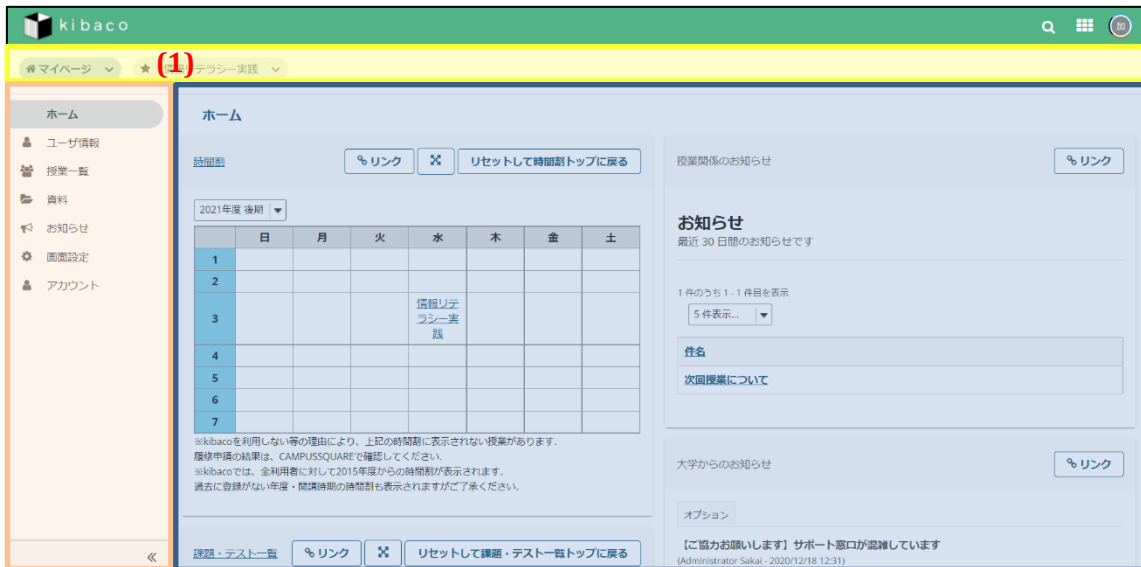 kibaco
加
マイページ
(1)
情報リテラシー実践
ホーム
ユーザ情報
授業一覧
資料
お知らせ
画面設定
アカウント
ホーム
時間割
リンク
リセットして時間割トップに戻る
2021年度 後期
日 月 火 水 木 金 土
1
2
3
情報リテ
ラシー実
践
4
5
6
7
※kibacoを利用しない等の理由により、上記の時間割に表示されない授業があります.
履修申請の結果は、CAMPUSSQUAREで確認してください.
※kibacoでは、全利用者に対して2015年度からの時間割が表示されます.
過去に登録がない年度・開講時期の時間割も表示されますがご了承ください.
課題・テスト一覧
リンク
リセットして課題・テスト一覧トップに戻る
授業関係のお知らせ
リンク
お知らせ
最近 30 日間のお知らせです
1 件のうち 1 - 1 件目を表示
5 件表示...
件名
次回授業について
大学からのお知らせ
リンク
オプション
【ご協力お願いします】サポート窓口が混雑しています
(Administrator Sakai - 2020/12/18 12:31)